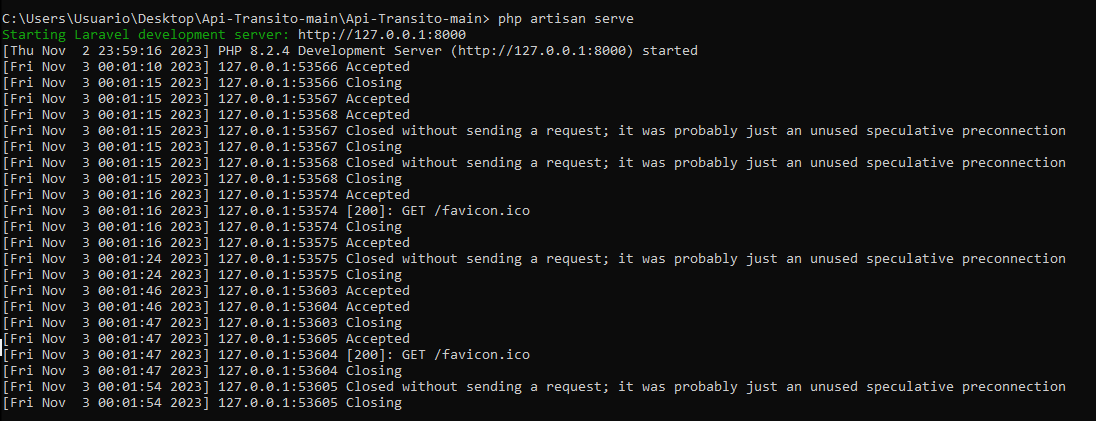 C:\Users\Usuario\Desktop\Api-Transito-main\Api-Transito-main> php artisan serve
Starting Laravel development server: http://127.0.0.1:8000
[Thu Nov  2 23:59:16 2023] PHP 8.2.4 Development Server (http://127.0.0.1:8000) started
[Fri Nov  3 00:01:10 2023] 127.0.0.1:53566 Accepted
[Fri Nov  3 00:01:15 2023] 127.0.0.1:53566 Closing
[Fri Nov  3 00:01:15 2023] 127.0.0.1:53567 Accepted
[Fri Nov  3 00:01:15 2023] 127.0.0.1:53568 Accepted
[Fri Nov  3 00:01:15 2023] 127.0.0.1:53567 Closed without sending a request; it was probably just an unused speculative preconnection
[Fri Nov  3 00:01:15 2023] 127.0.0.1:53567 Closing
[Fri Nov  3 00:01:15 2023] 127.0.0.1:53568 Closed without sending a request; it was probably just an unused speculative preconnection
[Fri Nov  3 00:01:15 2023] 127.0.0.1:53568 Closing
[Fri Nov  3 00:01:16 2023] 127.0.0.1:53574 Accepted
[Fri Nov  3 00:01:16 2023] 127.0.0.1:53574 [200]: GET /favicon.ico
[Fri Nov  3 00:01:16 2023] 127.0.0.1:53574 Closing
[Fri Nov  3 00:01:16 2023] 127.0.0.1:53575 Accepted
[Fri Nov  3 00:01:24 2023] 127.0.0.1:53575 Closed without sending a request; it was probably just an unused speculative preconnection
[Fri Nov  3 00:01:24 2023] 127.0.0.1:53575 Closing
[Fri Nov  3 00:01:46 2023] 127.0.0.1:53603 Accepted
[Fri Nov  3 00:01:46 2023] 127.0.0.1:53604 Accepted
[Fri Nov  3 00:01:47 2023] 127.0.0.1:53603 Closing
[Fri Nov  3 00:01:47 2023] 127.0.0.1:53605 Accepted
[Fri Nov  3 00:01:47 2023] 127.0.0.1:53604 [200]: GET /favicon.ico
[Fri Nov  3 00:01:47 2023] 127.0.0.1:53604 Closing
[Fri Nov  3 00:01:54 2023] 127.0.0.1:53605 Closed without sending a request; it was probably just an unused speculative preconnection
[Fri Nov  3 00:01:54 2023] 127.0.0.1:53605 Closing